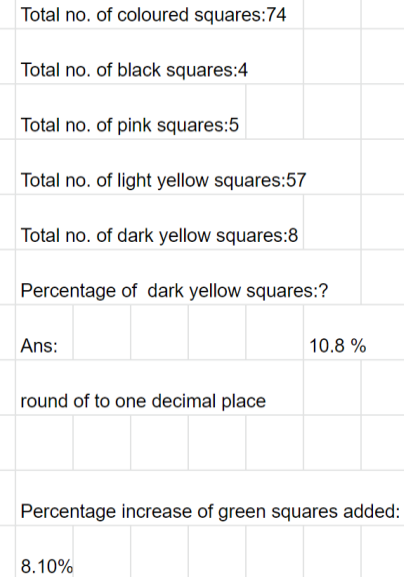 Total no. of coloured squares:74
Total no. of black squares:4
Total no. of pink squares:5
Total no. of light yellow squares:57
Total no. of dark yellow squares:8
Percentage of  dark yellow squares:?
Ans: 10.8 %
round of to one decimal place
Percentage increase of green squares added:
8.10%